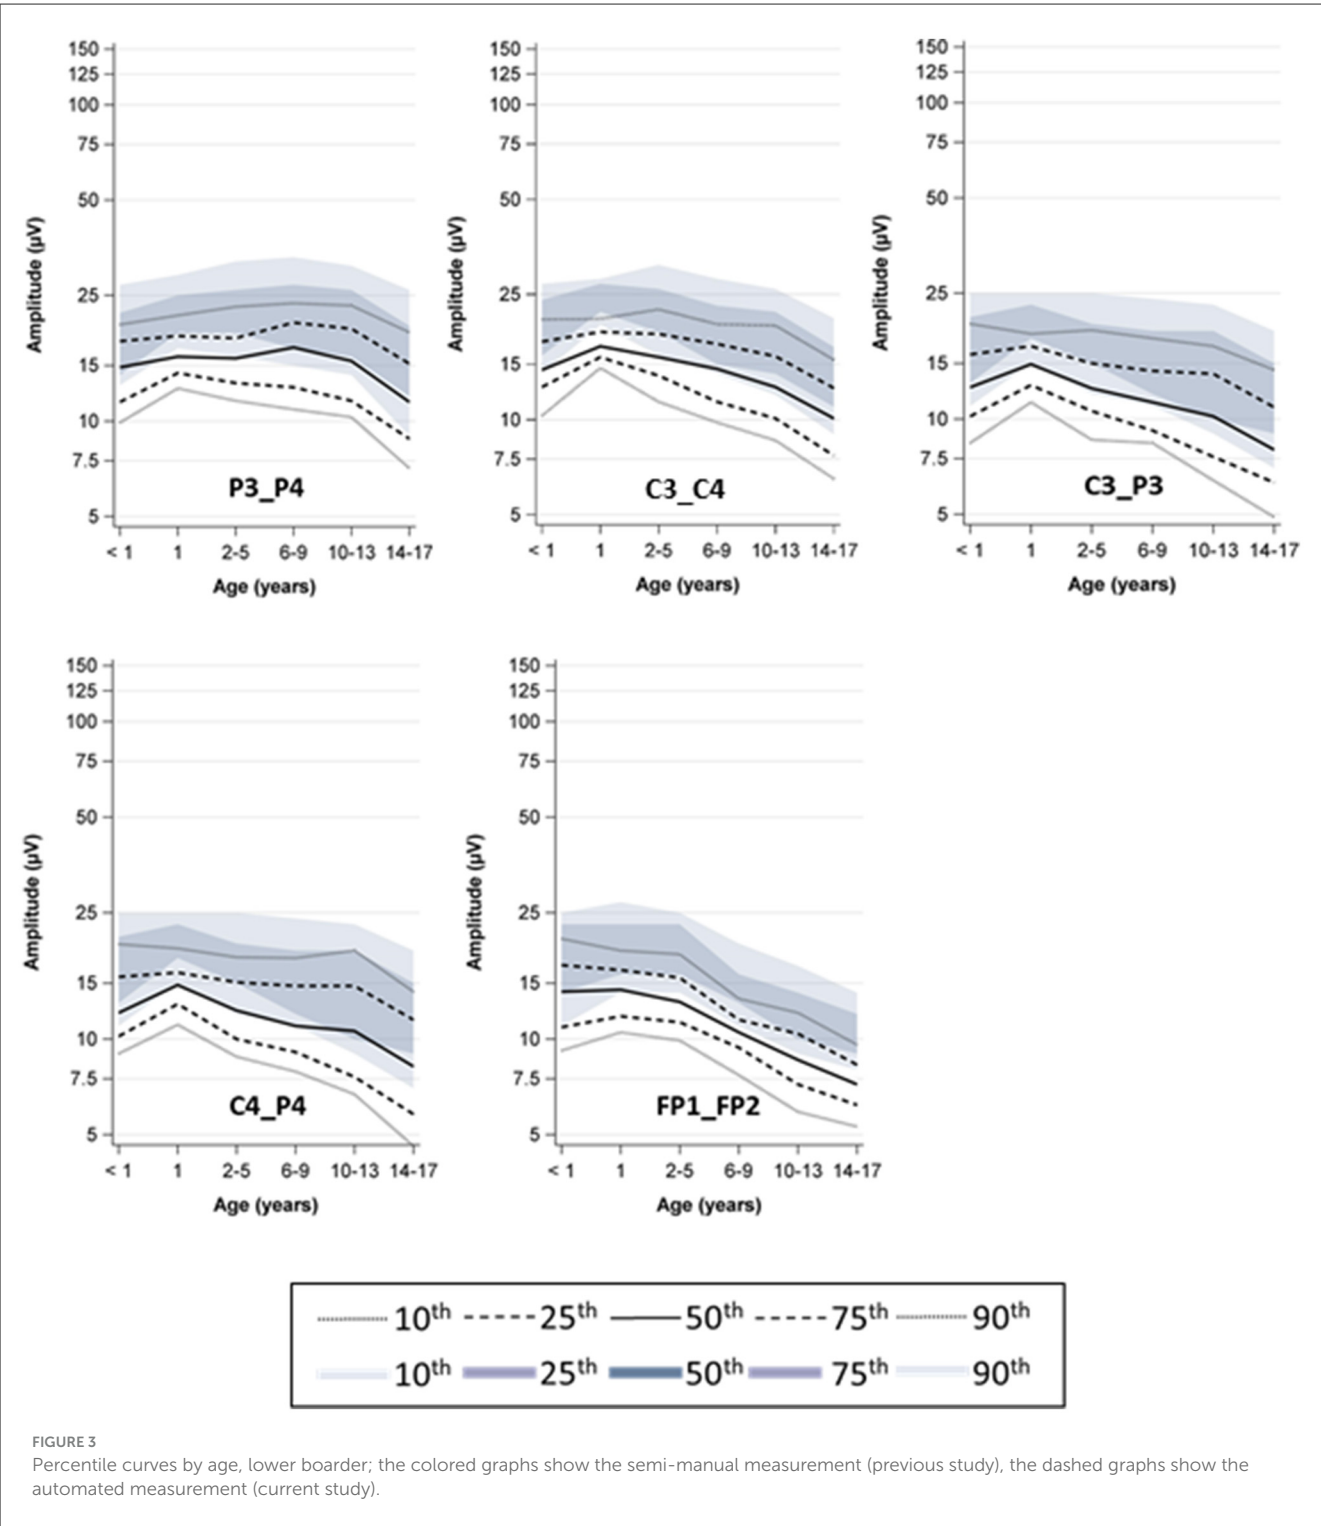 150
125
100
75
50
25
15
10
7.5
5
Amplitude (µV)
P3_P4
< 1 1 2-5 6-9 10-13 14-17
Age (years)
150
125
100
75
50
25
15
10
7.5
5
Amplitude (µV)
C3_C4
< 1 1 2-5 6-9 10-13 14-17
Age (years)
150
125
100
75
50
25
15
10
7.5
5
Amplitude (µV)
C3_P3
< 1 1 2-5 6-9 10-13 14-17
Age (years)
150
125
100
75
50
25
15
10
7.5
5
Amplitude (µV)
C4_P4
< 1 1 2-5 6-9 10-13 14-17
Age (years)
150
125
100
75
50
25
15
10
7.5
5
Amplitude (µV)
FP1_FP2
< 1 1 2-5 6-9 10-13 14-17
Age (years)
10th 25th 50th 75th 90th
10th 25th 50th 75th 90th
FIGURE 3
Percentile curves by age, lower boarder; the colored graphs show the semi-manual measurement (previous study), the dashed graphs show the
automated measurement (current study).